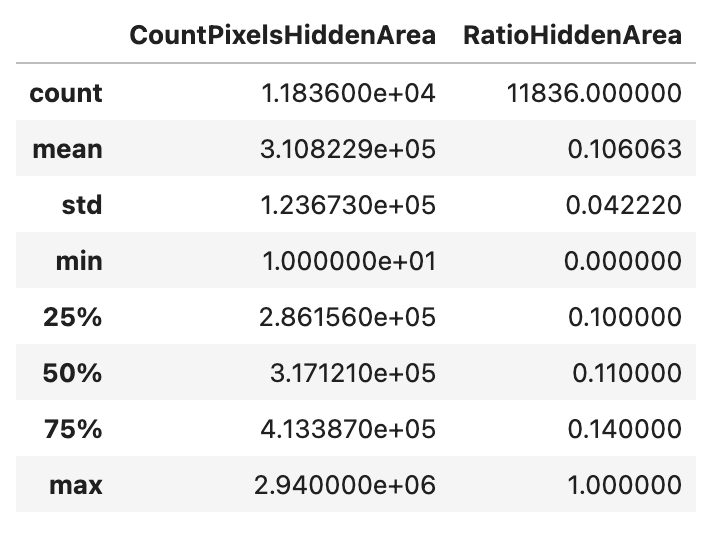 CountPixelsHiddenArea RatioHiddenArea
count 1.183600e+04 11836.000000
mean 3.108229e+05 0.106063
std 1.236730e+05 0.042220
min 1.000000e+01 0.000000
25% 2.861560e+05 0.100000
50% 3.171210e+05 0.110000
75% 4.133870e+05 0.140000
max 2.940000e+06 1.000000